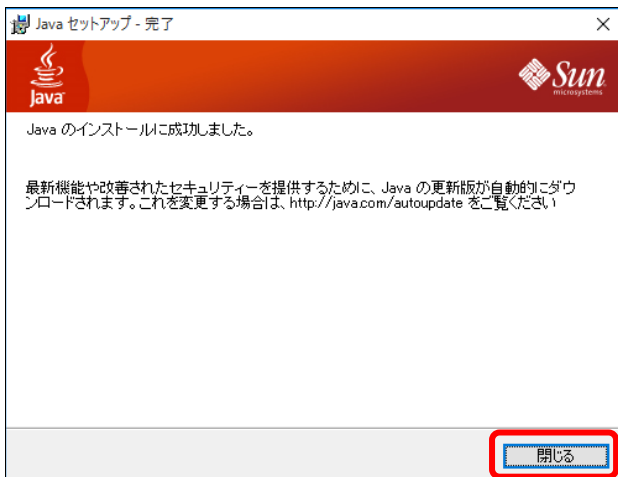 Java セットアップ - 完了
Java
Sun
microsystems
Java のインストールに成功しました。
最新機能や改善されたセキュリティーを提供するために、Java の更新版が自動的にダウ
ンロードされます。これを変更する場合は、http://java.com/autoupdate をご覧ください
閉じる